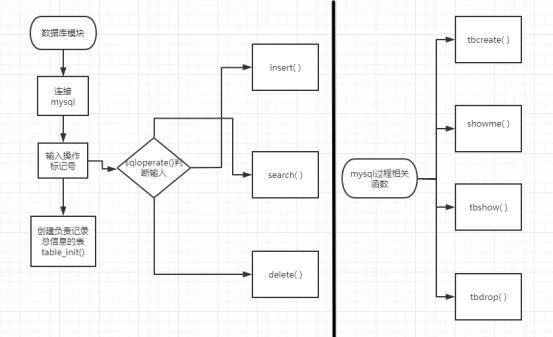 数据库模块
连接
mysql
输入操作
标记号
创建负责记录
总信息的表
table_init()
sqloperate()判
断输入
insert( )
search( )
delete( )
mysql过程相关
函数
tbcreate( )
showme( )
tbshow( )
tbdrop( )